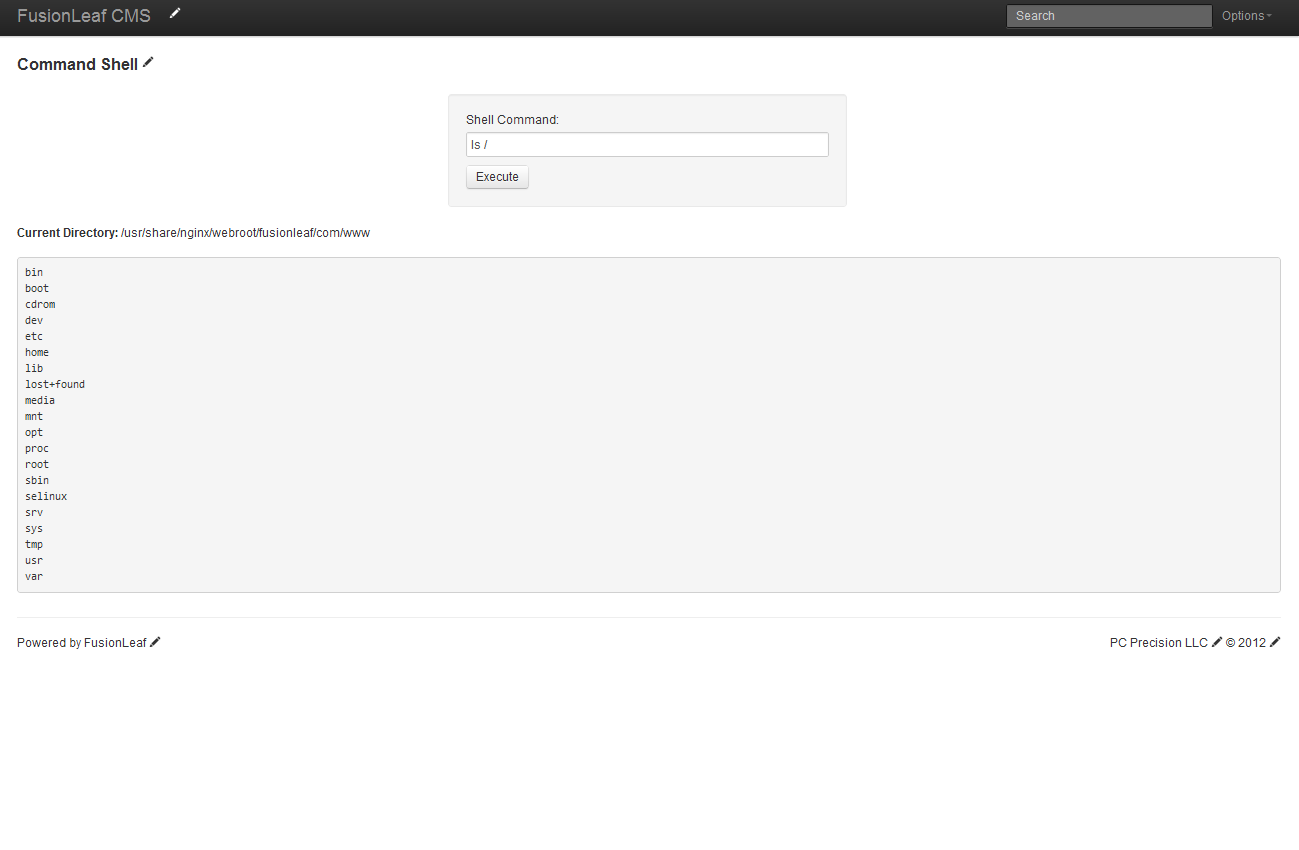 FusionLeaf CMS
Search
Options
Command Shell
Shell Command:
ls /
Execute
Current Directory: /usr/share/nginx/webroot/fusionleaf/com/www
bin
boot
cdrom
dev
etc
home
lib
lost+found
media
mnt
opt
proc
root
sbin
selinux
srv
sys
tmp
usr
var
Powered by FusionLeaf
PC Precision LLC © 2012